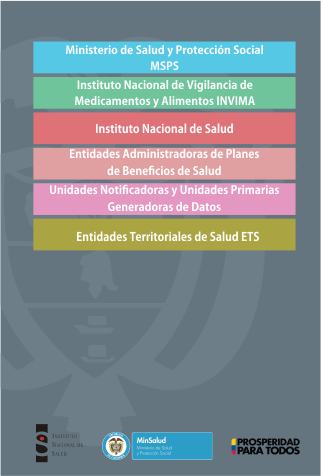 Ministerio de Salud y Protección Social
MSPS
Instituto Nacional de Vigilancia de
Medicamentos y Alimentos INVIMA
Instituto Nacional de Salud
Entidades Administradoras de Planes
de Beneficios de Salud
Unidades Notificadoras y Unidades Primarias
Generadoras de Datos
Entidades Territoriales de Salud ETS
INSTITUTO
NACIONAL DE
SALUD
MinSalud
Ministerio de Salud
y Protección Social
PROSPERIDAD
PARA TODOS